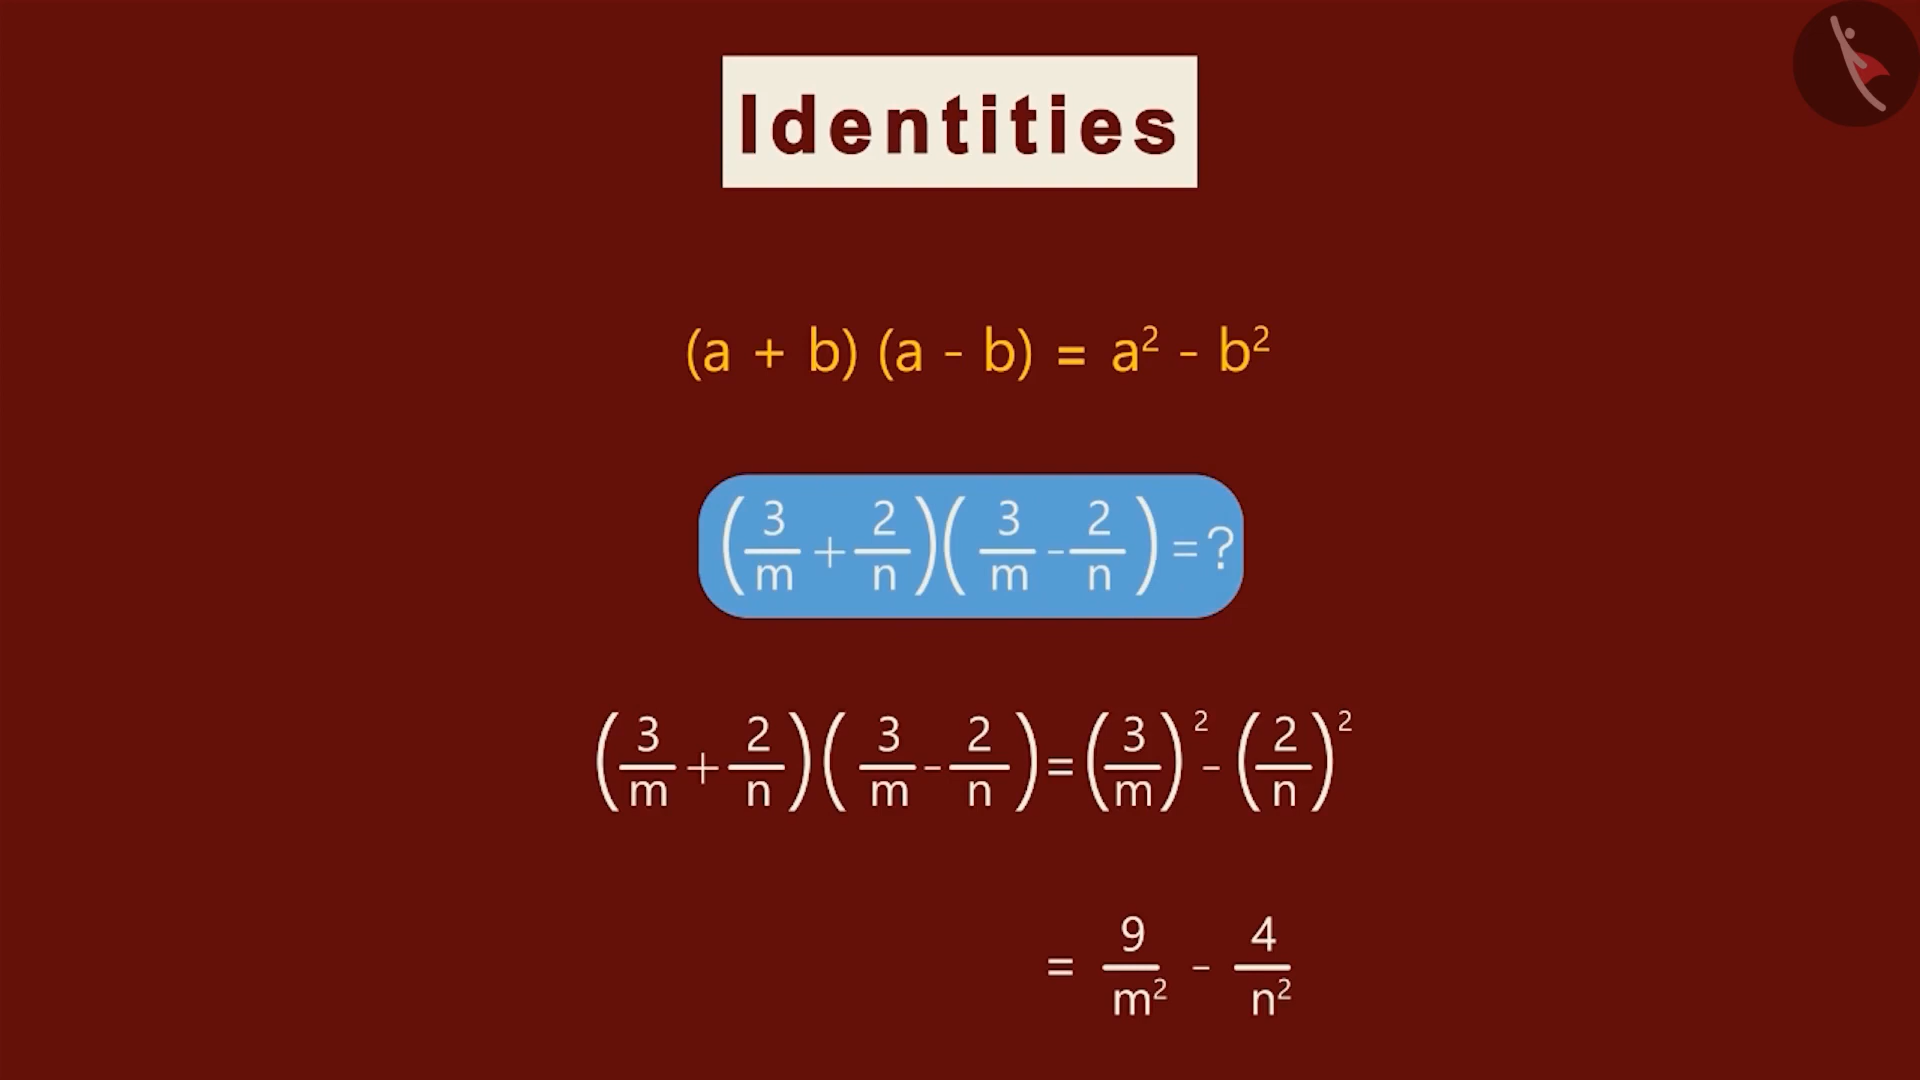 Identities
(a + b) (a - b) = a² - b²
(3/m + 2/n)(3/m - 2/n) = ?
(3/m + 2/n)(3/m - 2/n) = (3/m)² - (2/n)²
= 9/m² - 4/n²